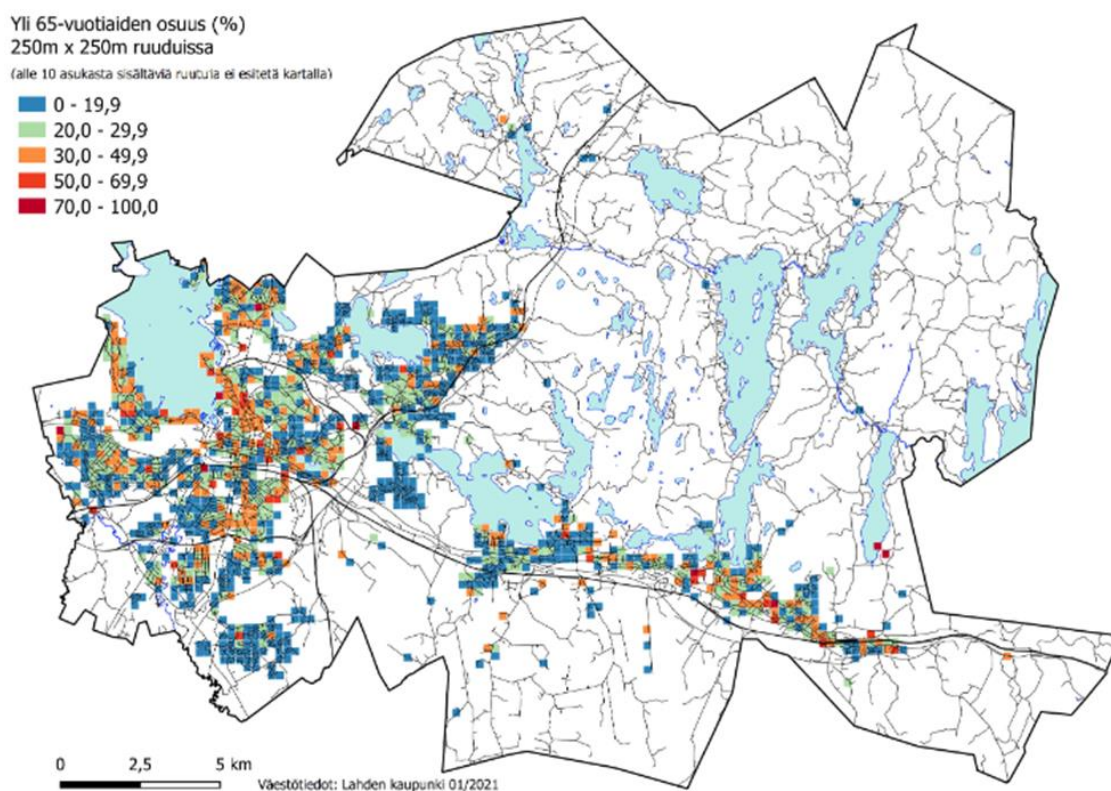 Yli 65-vuotiaiden osuus (%)
250m x 250m ruuduissa
(alle 10 asukasta sisältäviä ruutuja ei esitetä kartalla)
0 - 19,9
20,0 - 29,9
30,0 - 49,9
50,0 - 69,9
70,0 - 100,0
0 2,5 5 km
Väestötiedot: Lahden kaupunki 01/2021